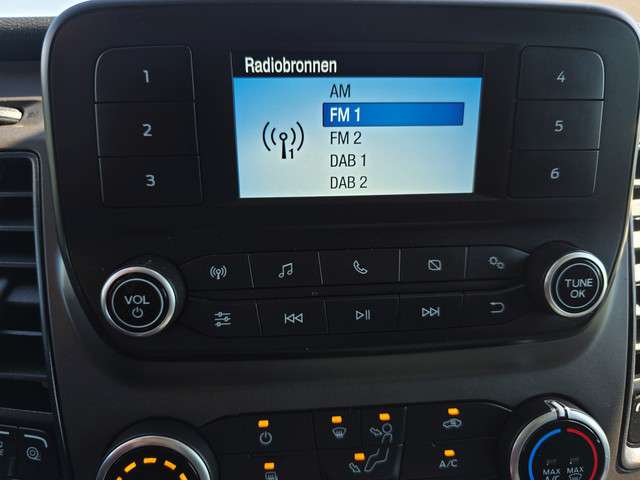 Radiobronnen
AM
FM 1
FM 2
DAB 1
DAB 2
1
1
2
3
4
5
6
VOL
TUNE
OK
A/C
MAX
A/C
MAX